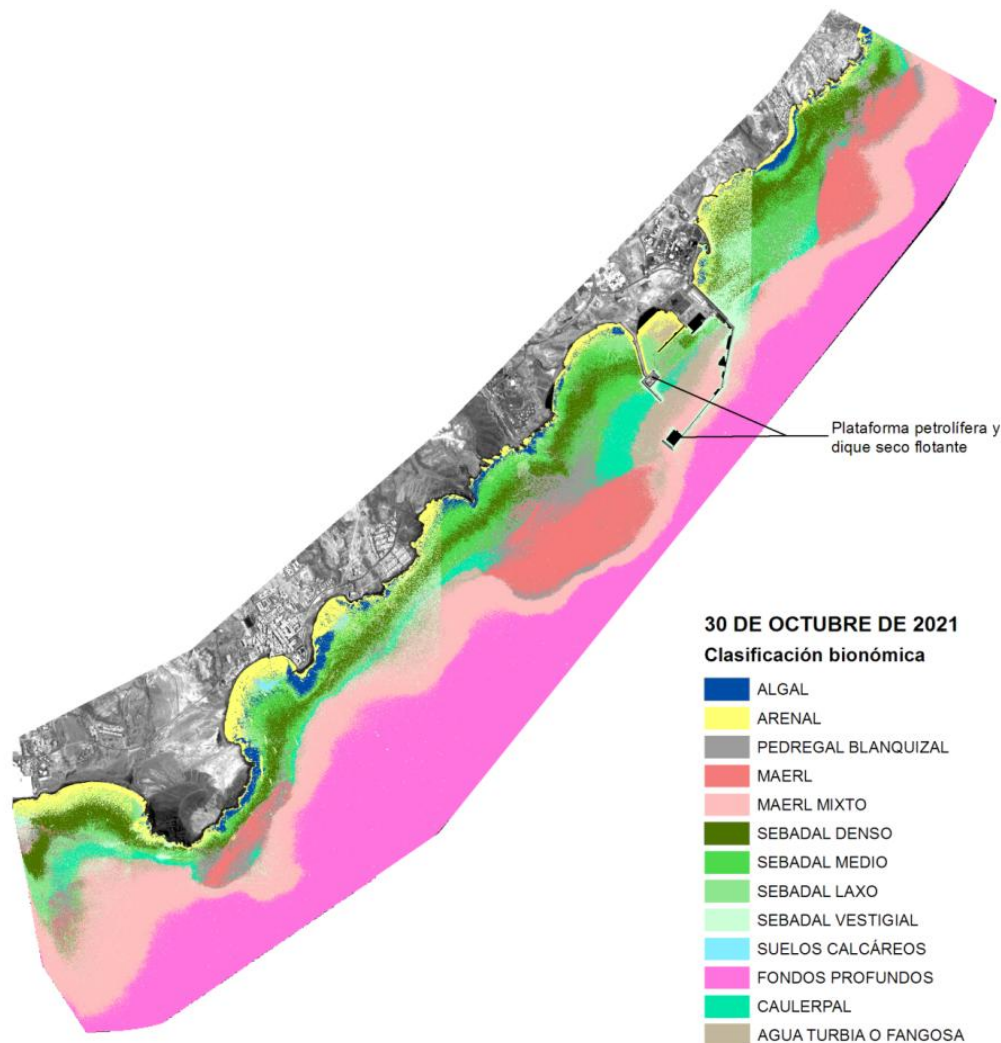 Plataforma petrolífera y
dique seco flotante
30 DE OCTUBRE DE 2021
Clasificación bionómica
ALGAL
ARENAL
PEDREGAL BLANQUIZAL
MAERL
MAERL MIXTO
SEBADAL DENSO
SEBADAL MEDIO
SEBADAL LAXO
SEBADAL VESTIGIAL
SUELOS CALCÁREOS
FONDOS PROFUNDOS
CAULERPAL
AGUA TURBIA O FANGOSA